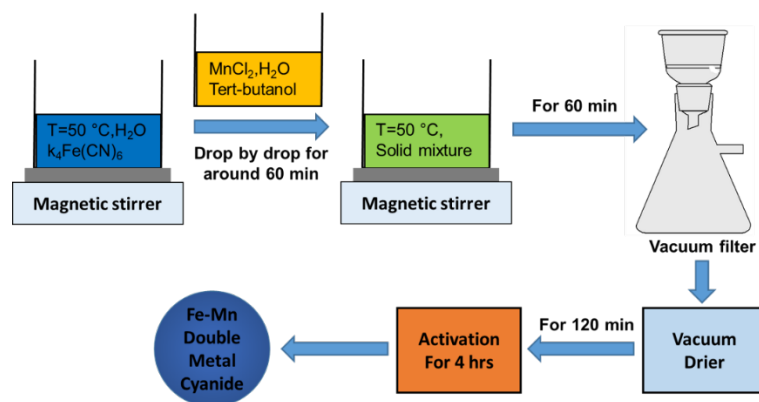 T=50 °C,H₂O
k₄Fe(CN)₆
Magnetic stirrer
MnCl₂,H₂O
Tert-butanol
Drop by drop for
around 60 min
T=50 °C,
Solid mixture
Magnetic stirrer
For 60 min
Vacuum filter
Vacuum
Drier
For 120 min
Activation
For 4 hrs
Fe-Mn
Double
Metal
Cyanide